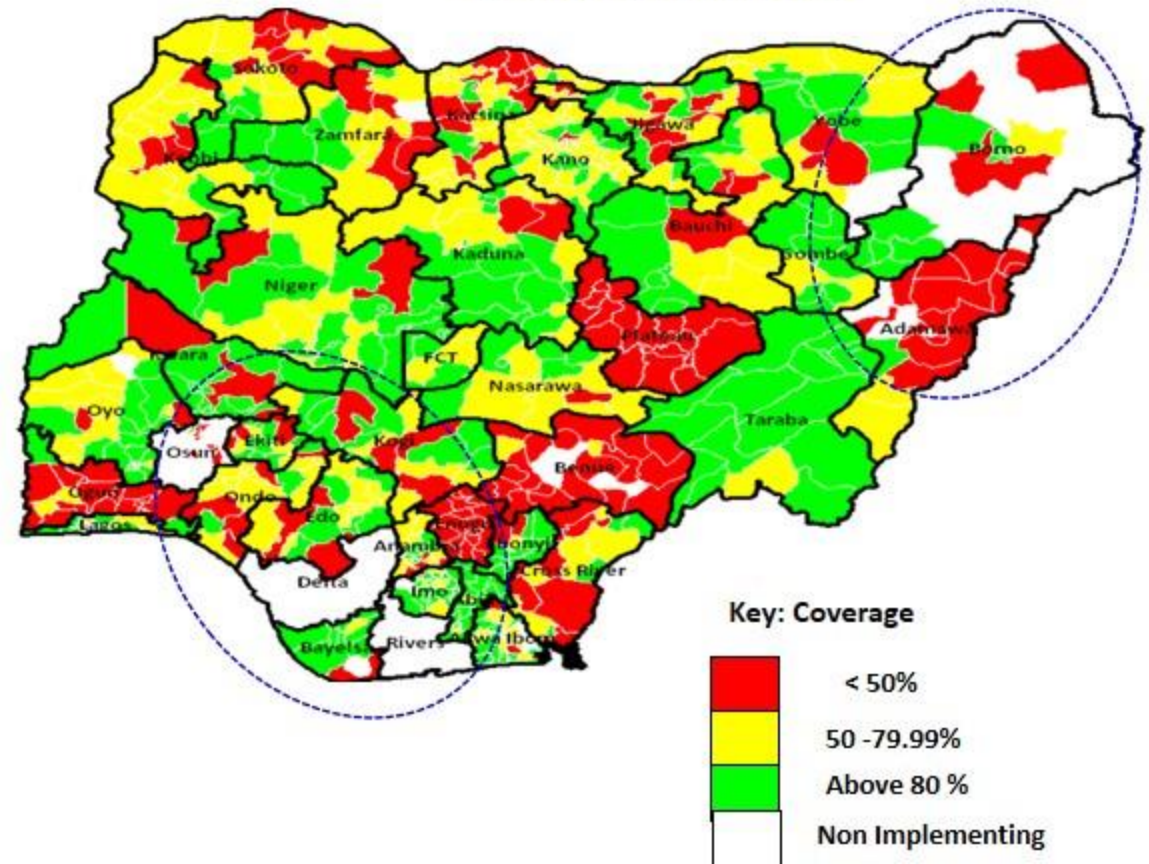 Sokoto
Katsina
Zamfara
Jigawa
Yobe
Borno
Kebbi
Kano
Bauchi
Gombe
Kaduna
Niger
Adamawa
Plateau
Kwara
FCT
Nasarawa
Oyo
Taraba
Ekiti
Kogi
Osun
Benue
Ogun
Ondo
Edo
Enugu
Lagos
Anambra
Ebonyi
Cross River
Delta
Imo
Abia
Bayelsa
Rivers
Akwa Ibom
Key: Coverage
< 50%
50 -79.99%
Above 80 %
Non Implementing